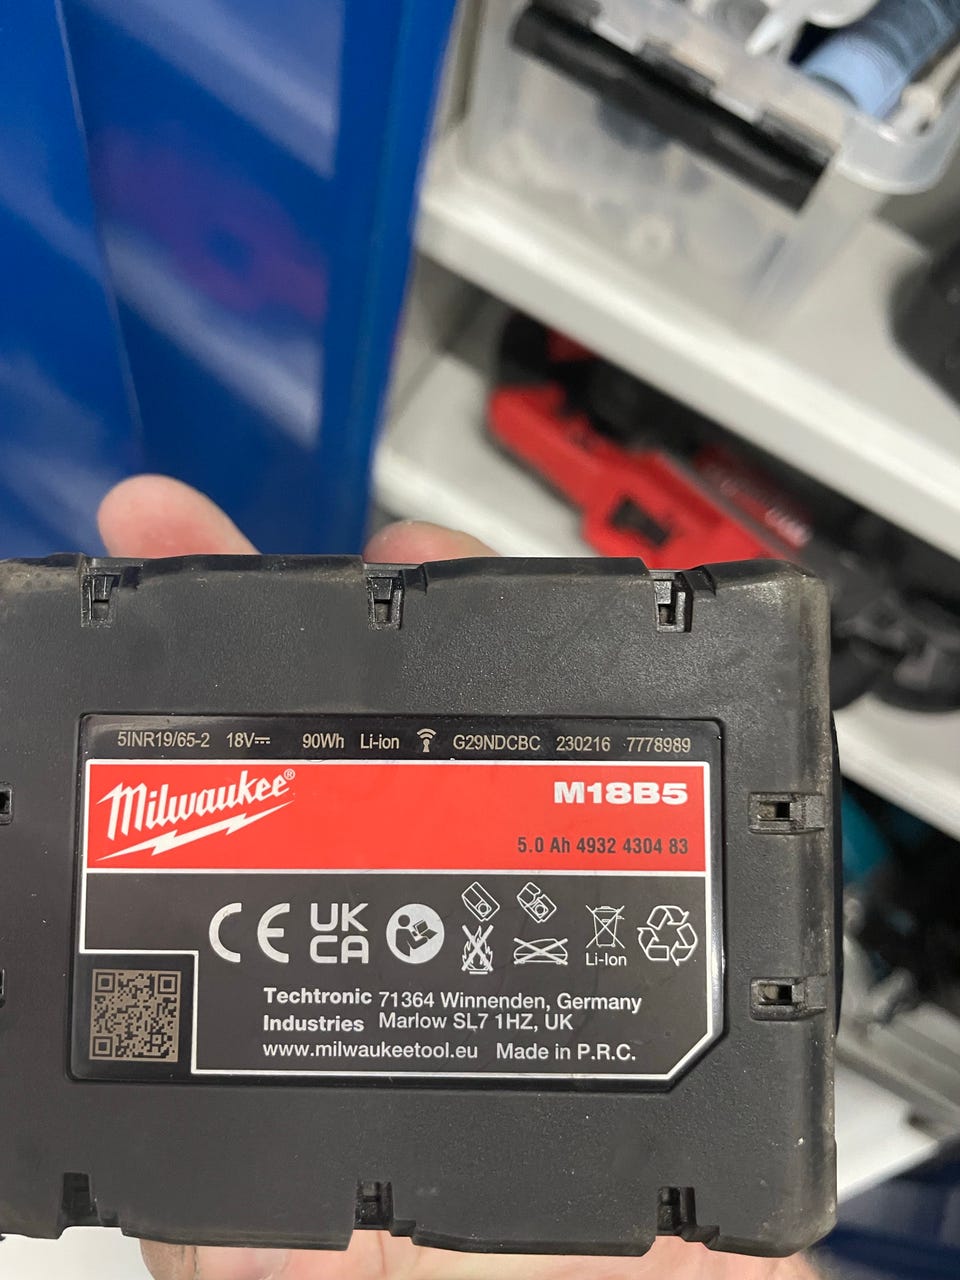 5INR19/65-2 18V 90Wh Li-ion G29NDCBC 230216 7778989
Milwaukee®
M18B5
5.0 Ah 4932 4304 83
CE UK
CA
Li-Ion
Techtronic 71364 Winnenden, Germany
Industries Marlow SL7 1HZ, UK
www.milwaukeetool.eu Made in P.R.C.